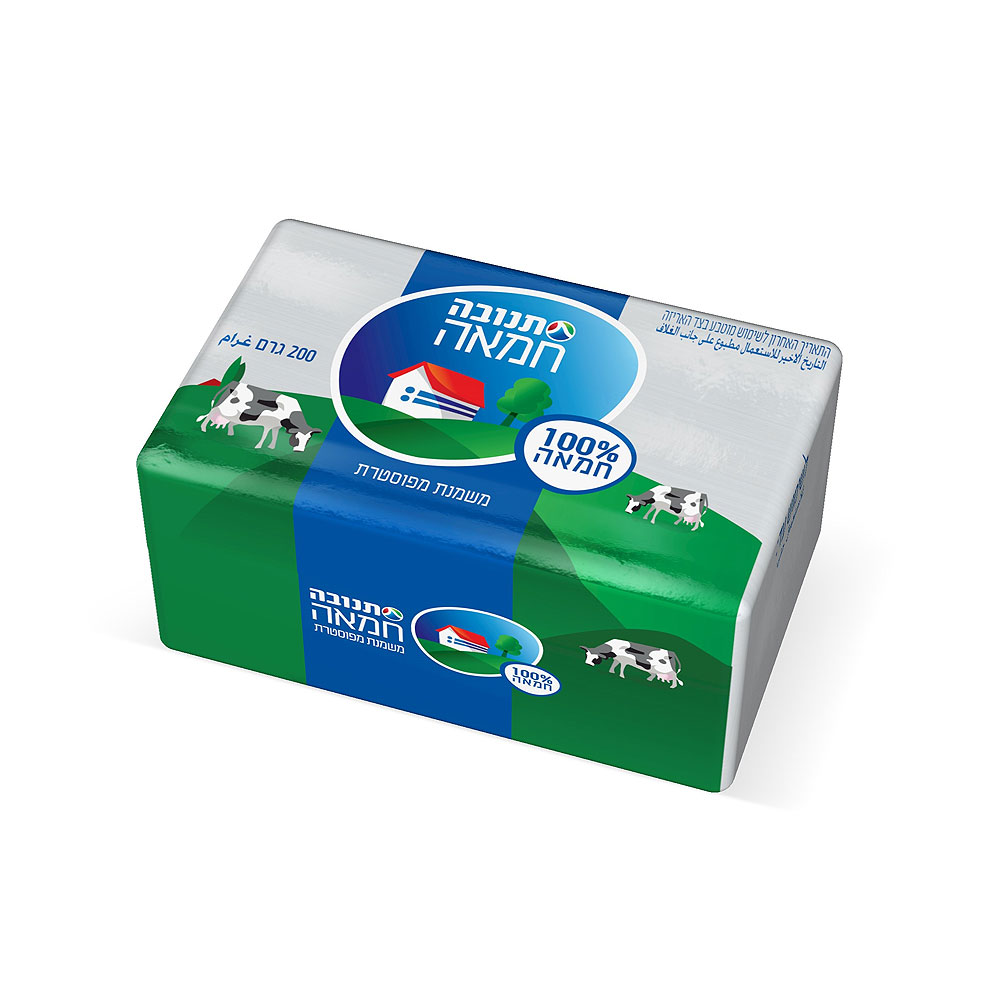 תנובה
חמאה
200 גרם غرام
התאריך האחרון לשימוש מוטבע בצד האריזה
التاريخ الاخير للاستعمال مطبوع على جانب الغلاف
100%
חמאה
משמנת מפוסטרת
תנובה
חמאה
משמנת מפוסטרת
100%
חמאה